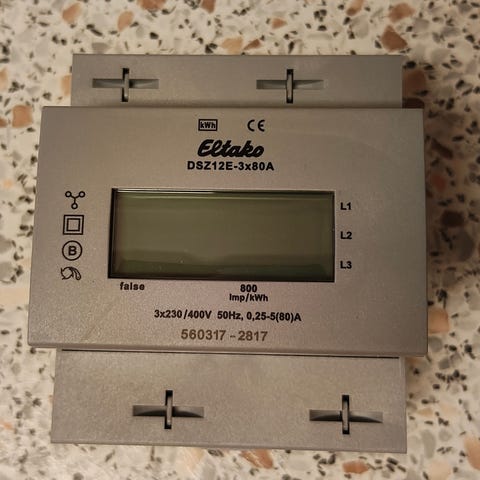 kWh CE
Eltako
DSZ12E-3x80A
L1
L2
B
L3
false
800
Imp/kWh
3x230/400V 50Hz, 0,25-5(80)A
560317 - 2817